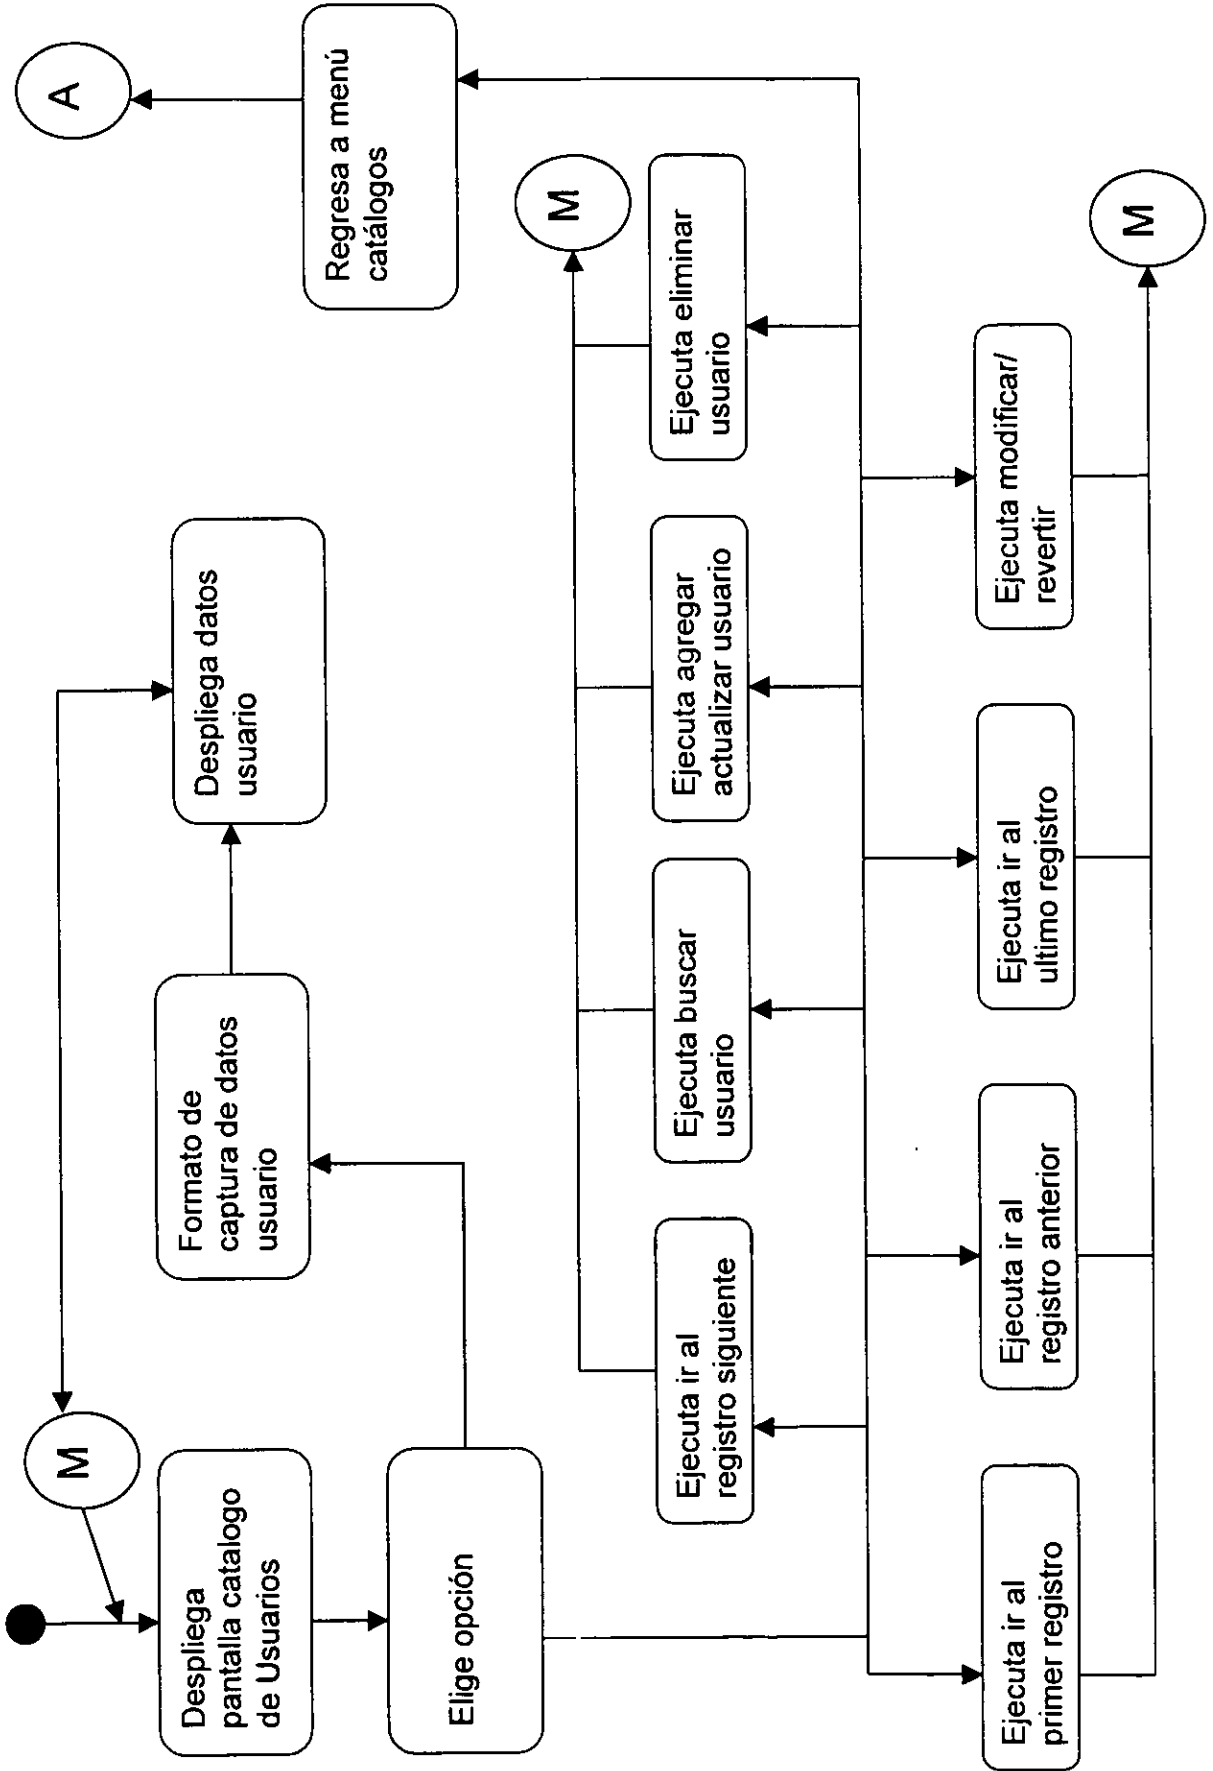 M
A
Despliega
pantalla catalogo
de Usuarios
Formato de
captura de datos
usuario
Despliega datos
usuario
Regresa a menú
catálogos
Elige opción
M
Ejecuta ir al
registro siguiente
Ejecuta buscar
usuario
Ejecuta agregar
actualizar usuario
Ejecuta eliminar
usuario
Ejecuta ir al
primer registro
Ejecuta ir al
registro anterior
Ejecuta ir al
ultimo registro
Ejecuta modificar/
revertir
M